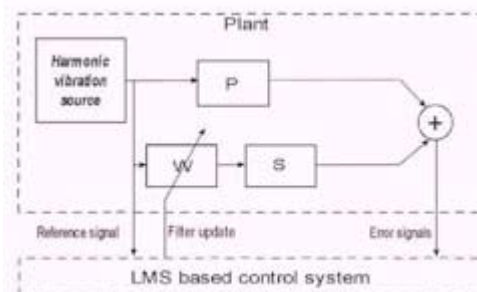 Plant
Harmonic
vibration
source
P
+
W
S
Reference signal
Filter update
Error signals
LMS based control system